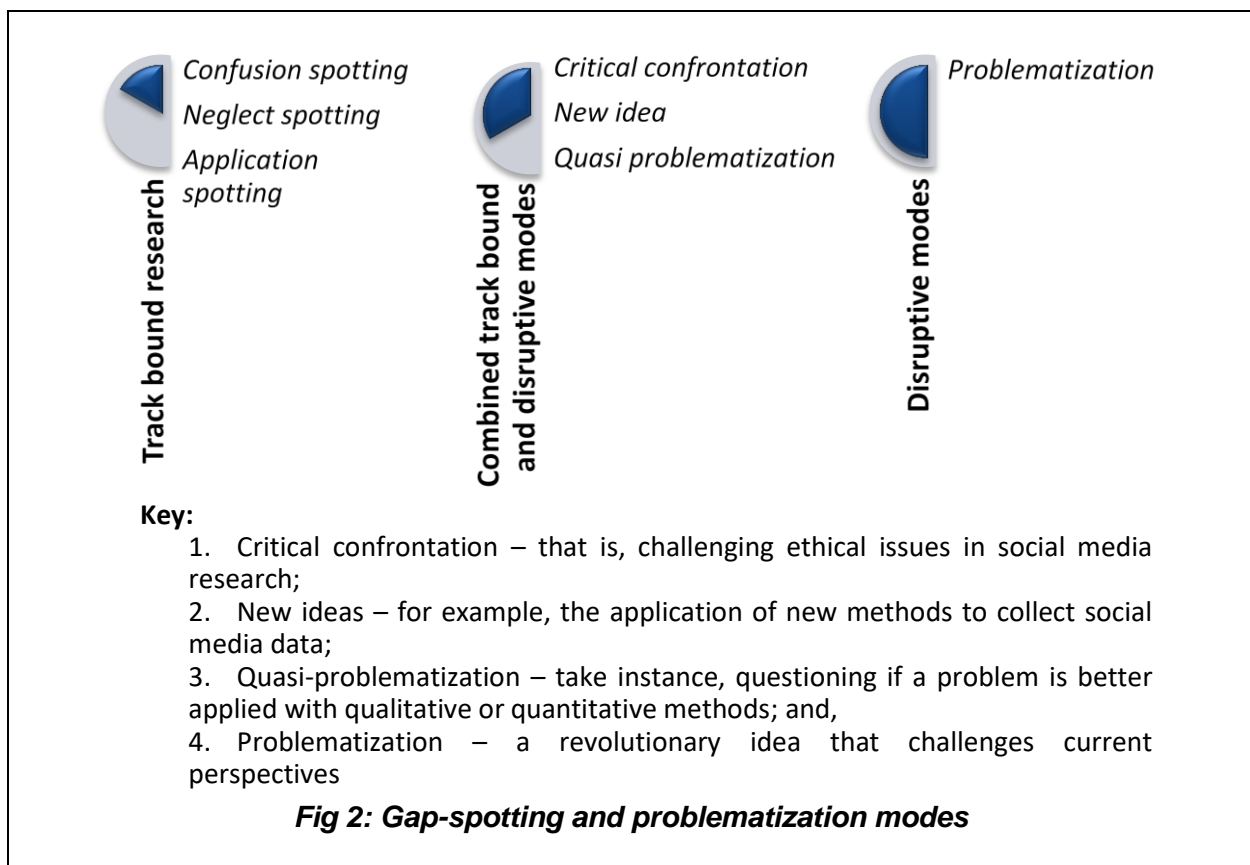 Confusion spotting
Neglect spotting
Application
spotting
Track bound research
Critical confrontation
New idea
Quasi problematization
Combined track bound
and disruptive modes
Problematization
Disruptive modes
Key:
1. Critical confrontation – that is, challenging ethical issues in social media
research;
2. New ideas – for example, the application of new methods to collect social
media data;
3. Quasi-problematization – take instance, questioning if a problem is better
applied with qualitative or quantitative methods; and,
4. Problematization – a revolutionary idea that challenges current
perspectives
Fig 2: Gap-spotting and problematization modes